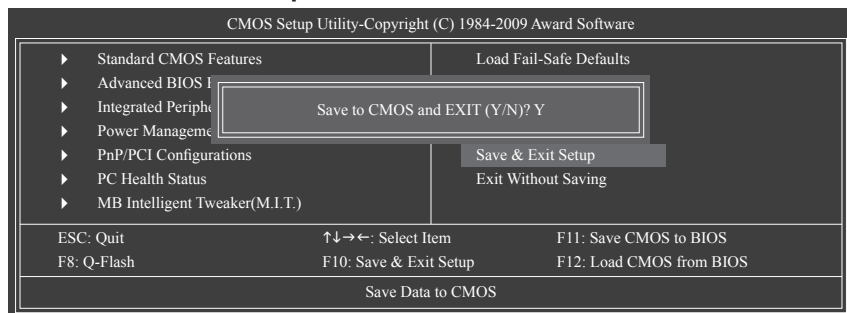 CMOS Setup Utility-Copyright (C) 1984-2009 Award Software
Standard CMOS Features
Advanced BIOS
Integrated
Power
PnP/PCI Configurations
PC Health Status
MB Intelligent Tweaker(M.I.T.)
Load Fail-Safe Defaults
Save to CMOS and EXIT (Y/N)? Y
Save & Exit Setup
Exit Without Saving
ESC: Quit ↑↓→←: Select Item F11: Save CMOS to BIOS
F8: Q-Flash F10: Save & Exit Setup F12: Load CMOS from BIOS
Save Data to CMOS